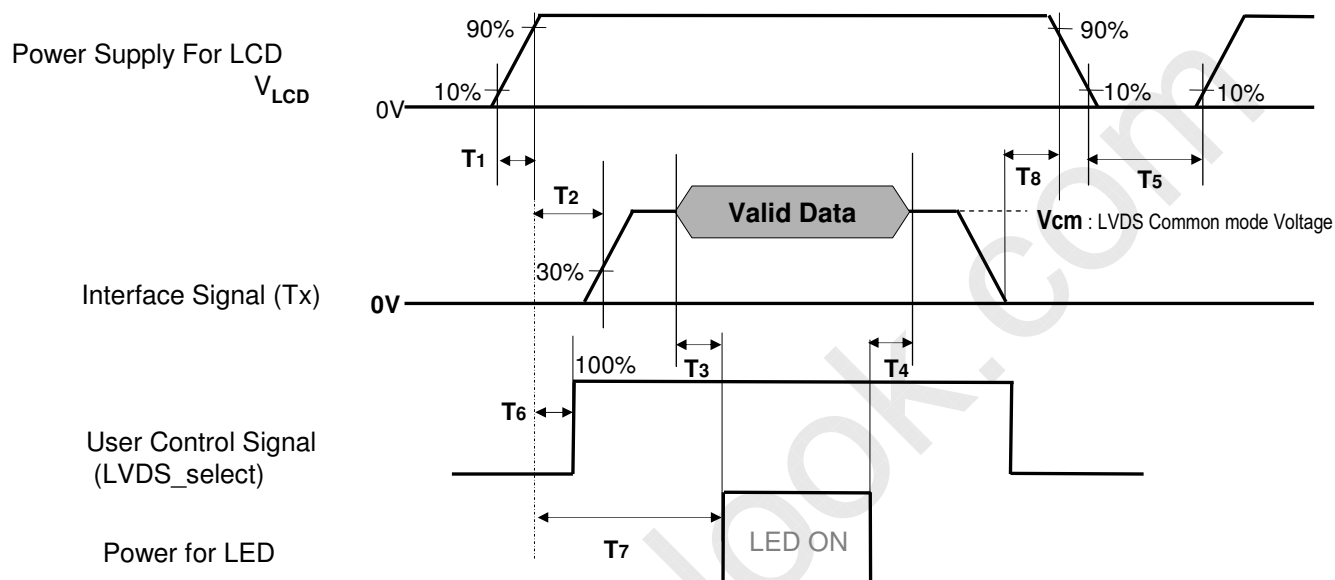 90%
90%
Power Supply For LCD
VLCD
10%
10%
10%
0V
T1
T8
T5
T2
Valid Data
Vcm : LVDS Common mode Voltage
30%
Interface Signal (Tx)
0V
T3
T4
100%
T6
User Control Signal
(LVDS_select)
T7
LED ON
Power for LED
look.com